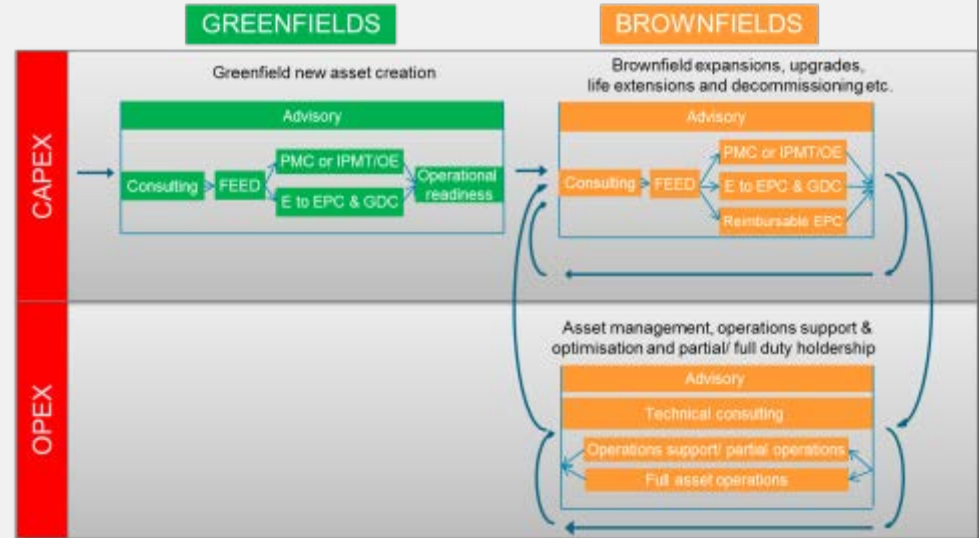 GREENFIELDS
BROWNFIELDS
CAPEX
Greenfield new asset creation
Advisory
Consulting
FEED
PMC or IPMT/OE
E to EPC & GDC
Operational
readiness
Brownfield expansions, upgrades,
life extensions and decommissioning etc.
Advisory
Consulting
FEED
PMC or IPMT/OE
E to EPC & GDC
Reimbursable EPC
OPEX
Asset management, operations support &
optimisation and partial/ full duty holdership
Advisory
Technical consulting
Operations support/ partial operations
Full asset operations